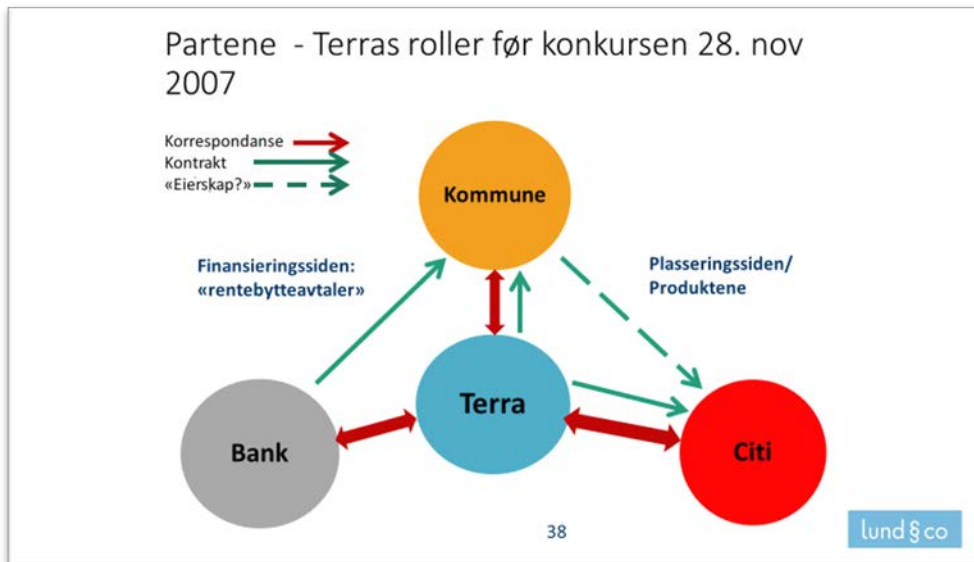 Partene - Terras roller før konkursen 28. nov
2007
Korrespondanse
Kontrakt
«Eierskap?»
Kommune
Finansieringssiden:
«rentebytteavtaler»
Plasseringssiden/
Produktene
Terra
Bank
Citi
38
lund § co